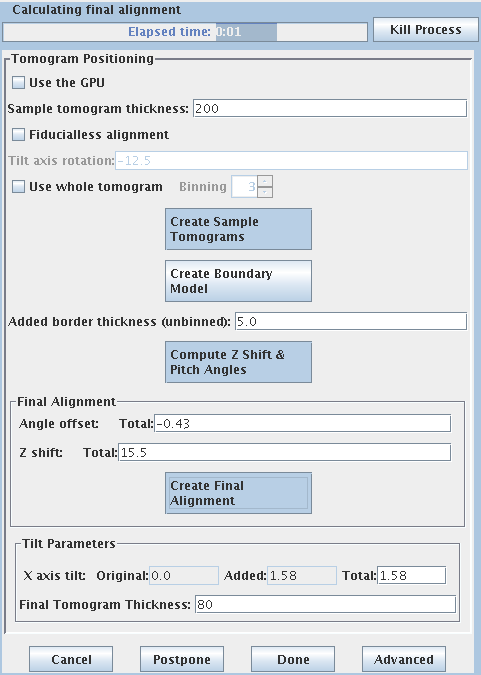 Calculating final alignment
Elapsed time: 0:01
Kill Process
Tomogram Positioning
Use the GPU
Sample tomogram thickness: 200
Fiducialless alignment
Tilt axis rotation: -12.5
Use whole tomogram Binning 3
Create Sample
Tomograms
Create Boundary
Model
Added border thickness (unbinned): 5.0
Compute Z Shift &
Pitch Angles
Final Alignment
Angle offset: Total: -0.43
Z shift: Total: 15.5
Create Final
Alignment
Tilt Parameters
X axis tilt: Original: 0.0 Added: 1.58 Total: 1.58
Final Tomogram Thickness: 80
Cancel Postpone Done Advanced